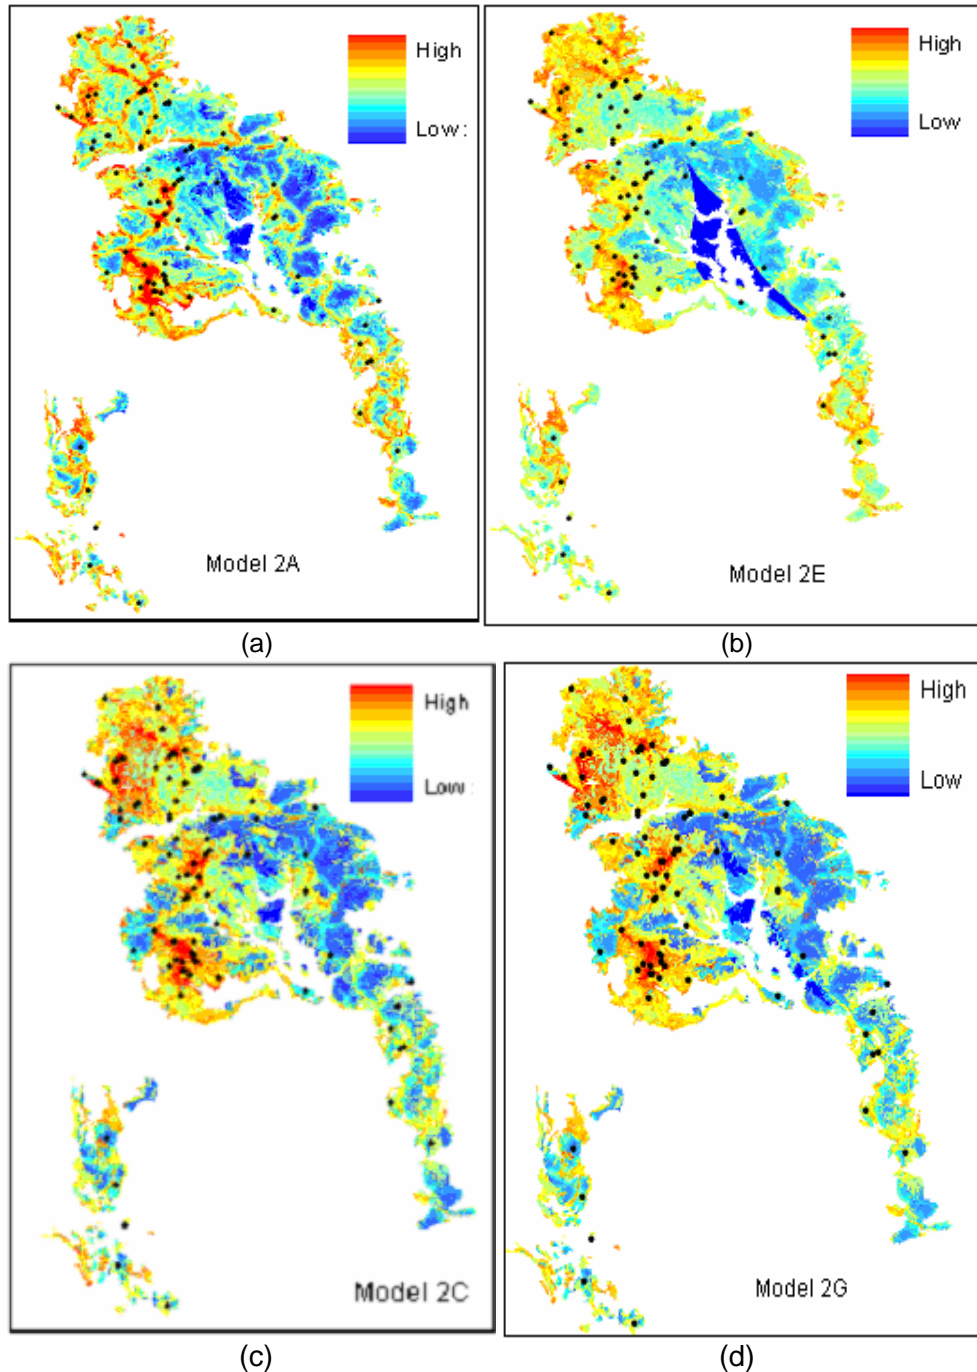 High
Low :
Model 2A
(a)
High
Low
Model 2E
(b)
High
Low :
Model 2C
(c)
High
Low
Model 2G
(d)